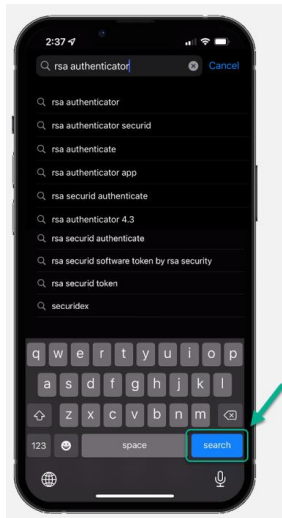 2:37
rsa authenticator Cancel
rsa authenticator
rsa authenticator securid
rsa authenticate
rsa authenticator app
rsa securid authenticate
rsa authenticator 4.3
rsa securid authenticate
rsa securid software token by rsa security
rsa securid token
securidex
q w e r t y u i o p
a s d f g h j k l
z x c v b n m
123 space search